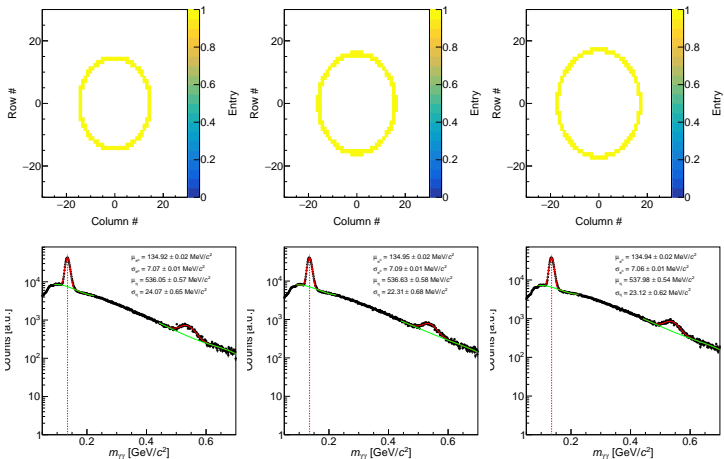 Row #
30
20
0
−20
−20
0
20
Column #
Entry
1
0.8
0.6
0.4
0.2
0
Row #
20
0
−20
−20
0
20
Column #
Entry
1
0.8
0.6
0.4
0.2
0
Row #
20
0
−20
−20
0
20
Column #
Entry
1
0.8
0.6
0.4
0.2
0
Counts [a.u.]
10⁴
10³
10²
10
1
μπ⁰ = 134.92 ± 0.02 MeV/c²
σπ⁰ = 7.07 ± 0.01 MeV/c²
μη = 536.05 ± 0.57 MeV/c²
ση = 24.07 ± 0.65 MeV/c²
0.2
0.4
0.6
mγγ [GeV/c²]
Counts [a.u.]
10⁴
10³
10²
10
1
μπ⁰ = 134.95 ± 0.02 MeV/c²
σπ⁰ = 7.09 ± 0.01 MeV/c²
μη = 536.63 ± 0.58 MeV/c²
ση = 22.31 ± 0.68 MeV/c²
0.2
0.4
0.6
mγγ [GeV/c²]
Counts [a.u.]
10⁴
10³
10²
10
1
μπ⁰ = 134.94 ± 0.02 MeV/c²
σπ⁰ = 7.06 ± 0.01 MeV/c²
μη = 537.98 ± 0.54 MeV/c²
ση = 23.12 ± 0.62 MeV/c²
0.2
0.4
0.6
mγγ [GeV/c²]